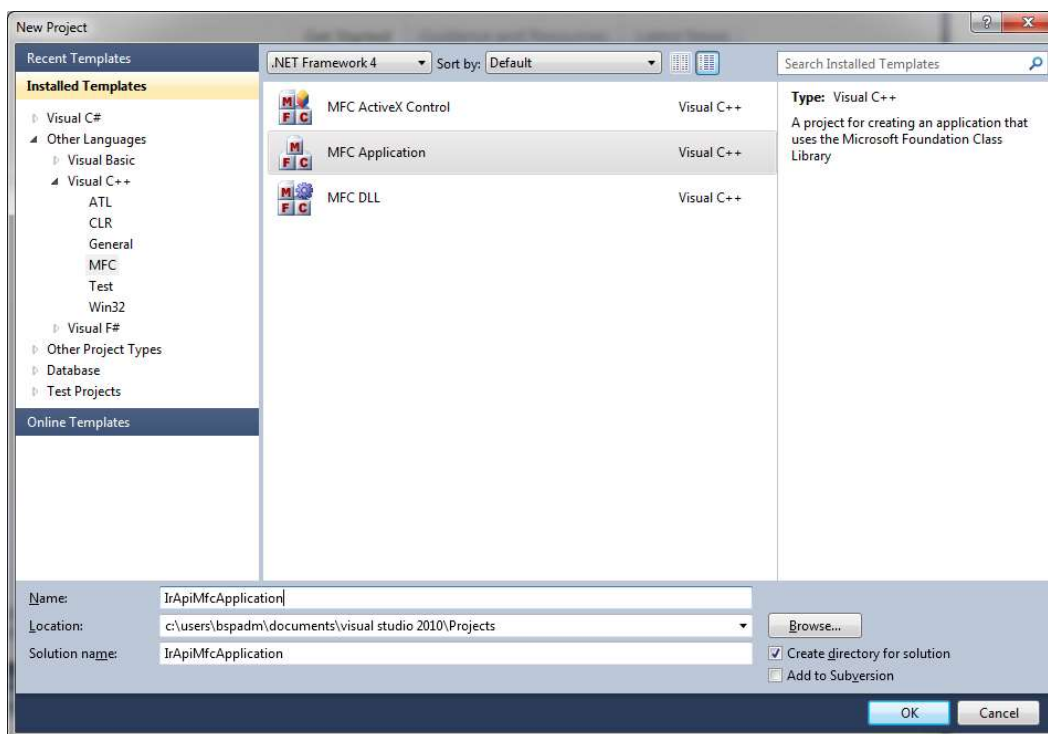 New Project
Recent Templates
Installed Templates
Visual C#
Other Languages
Visual Basic
Visual C++
ATL
CLR
General
MFC
Test
Win32
Visual F#
Other Project Types
Database
Test Projects
Online Templates
.NET Framework 4 Sort by: Default
MFC ActiveX Control Visual C++
MFC Application Visual C++
MFC DLL Visual C++
Search Installed Templates
Type: Visual C++
A project for creating an application that
uses the Microsoft Foundation Class
Library
Name: IrApiMfcApplication
Location: c:\users\bspadm\documents\visual studio 2010\Projects
Browse...
Solution name: IrApiMfcApplication
Create directory for solution
Add to Subversion
OK Cancel